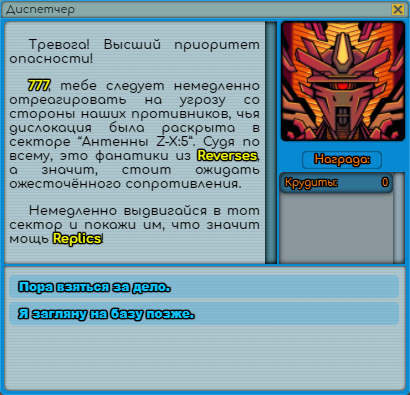 Диспетчер
Тревога! Высший приоритет
опасности!
777, тебе следует немедленно
отреагировать на угрозу со
стороны наших противников, чья
дислокация была раскрыта в
секторе "Антенны Z-X:5". Судя по
всему, это фанатики из Reverses,
а значит, стоит ожидать
ожесточённого сопротивления.
Немедленно выдвигайся в тот
сектор и покажи им, что значит
мощь Replics!
Награда:
Крудиты: 0
Пора взяться за дело.
Я загляну на базу позже.